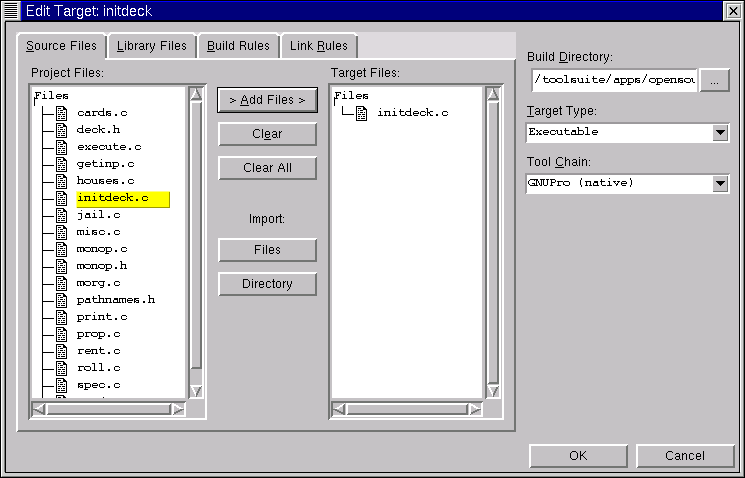 Edit Target: initdeck
Source Files Library Files Build Rules Link Rules
Project Files:
Files
cards.c
deck.h
execute.c
getinp.c
houses.c
initdeck.c
jail.c
misc.c
monop.c
monop.h
morg.c
pathnames.h
print.c
prop.c
rent.c
roll.c
spec.c
> Add Files >
Clear
Clear All
Import:
Files
Directory
Target Files:
Files
initdeck.c
Build Directory:
/toolsuite/apps/opensou
...
Target Type:
Executable
Tool Chain:
GNUPro (native)
OK Cancel